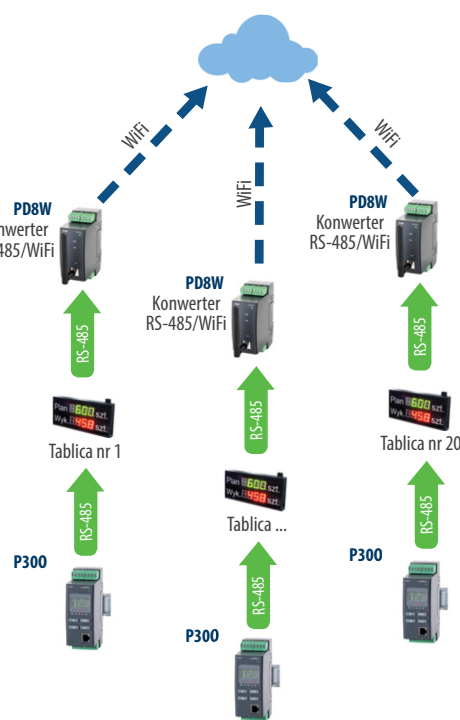 WiFi
WiFi
WiFi
PD8W
Konwerter
RS-485/WiFi
PD8W
nwerter
-485/WiFi
PD8W
Konwerter
RS-485/WiFi
RS-485
RS-485
RS-485
Plan 600 szt.
Wyk. 458 szt.
Tablica nr 1
Plan 600 szt.
Wyk. 458 szt.
Tablica nr 20
Plan 600 szt.
Wyk. 458 szt.
Tablica ...
RS-485
RS-485
RS-485
P300
P300
P300